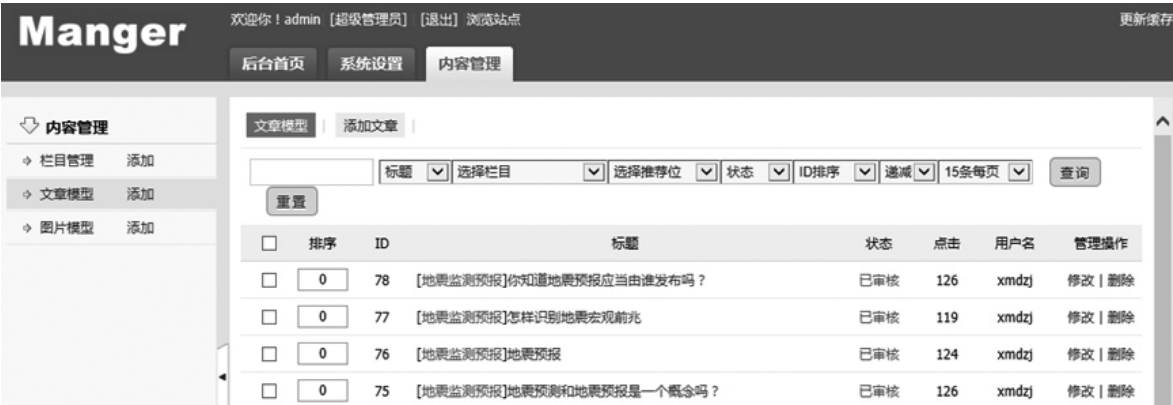 Manger
欢迎你！admin [超级管理员] [退出] 浏览站点
更新缓存
后台首页 系统设置 内容管理
内容管理
栏目管理 添加
文章模型 添加
图片模型 添加
文章模型 | 添加文章 |
标题 选择栏目 选择推荐位 状态 ID排序 递减 15条每页 查询
重置
排序 ID 标题 状态 点击 用户名 管理操作
0 78 [地震监测预报]你知道地震预报应当由谁发布吗？ 已审核 126 xmdzj 修改 | 删除
0 77 [地震监测预报]怎样识别地震宏观前兆 已审核 119 xmdzj 修改 | 删除
0 76 [地震监测预报]地震预报 已审核 124 xmdzj 修改 | 删除
0 75 [地震监测预报]地震预测和地震预报是一个概念吗？ 已审核 126 xmdzj 修改 | 删除